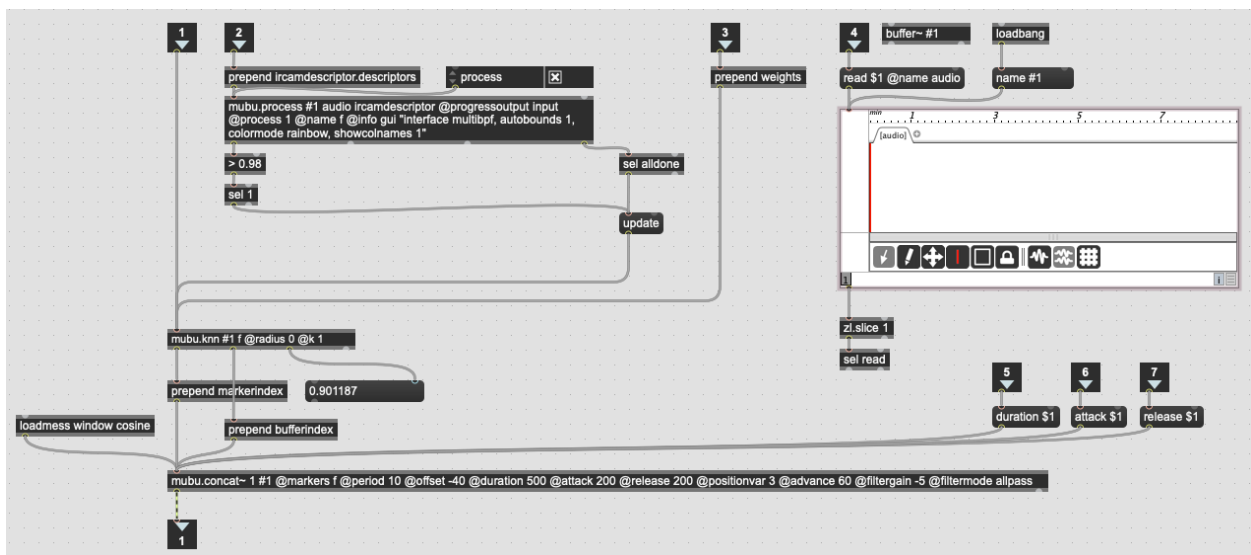 1
2
3
4
buffer~ #1
loadbang
prepend ircamdescriptor.descriptors
process
prepend weights
read $1 @name audio
name #1
mubu.process #1 audio ircamdescriptor @progressoutput input
@process 1 @name f @info gui "interface multibpf, autobounds 1,
colormode rainbow, showcolnames 1"
min 1 3 5 7
[audio]
> 0.98
sel alldone
sel 1
update
1
i
zl.slice 1
mubu.knn #1 f @radius 0 @k 1
sel read
5
6
7
prepend markerindex
0.901187
duration $1
attack $1
release $1
loadmess window cosine
prepend bufferindex
mubu.concat~ 1 #1 @markers f @period 10 @offset -40 @duration 500 @attack 200 @release 200 @positionvar 3 @advance 60 @filtergain -5 @filtermode allpass
1